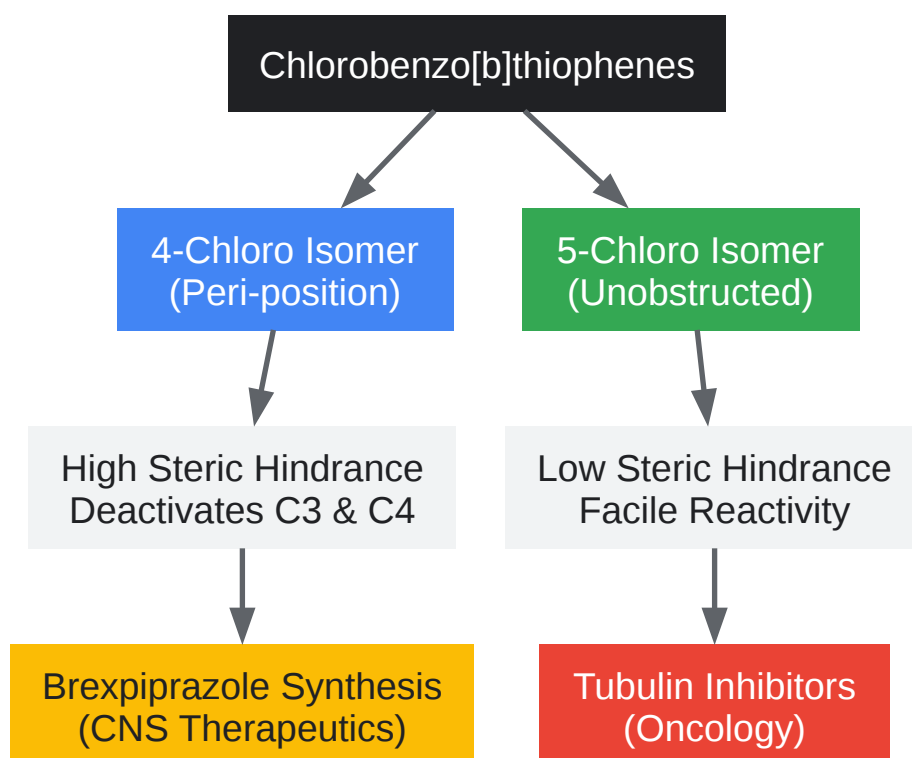 Chlorobenzo[b]thiophenes
4-Chloro Isomer
(Peri-position)
5-Chloro Isomer
(Unobstructed)
High Steric Hindrance
Deactivates C3 & C4
Low Steric Hindrance
Facile Reactivity
Brexpiprazole Synthesis
(CNS Therapeutics)
Tubulin Inhibitors
(Oncology)